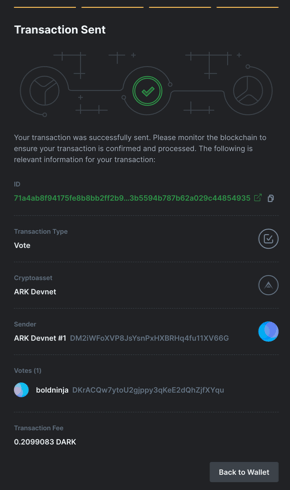 Transaction Sent
Your transaction was successfully sent. Please monitor the blockchain to
ensure your transaction is confirmed and processed. The following is
relevant information for your transaction:
ID
71a4ab8f94175fe8b8bb2ff2b9...3b5594b787b62a029c44854935
Transaction Type
Vote
Cryptoasset
ARK Devnet
Sender
ARK Devnet #1 DM2iWFoXVP8JsYsnPxHXBRHq4fu11XV66G
Votes (1)
boldninja DKrACQw7ytoU2gjppy3qKeE2dQhZjfXYqu
Transaction Fee
0.2099083 DARK
Back to Wallet